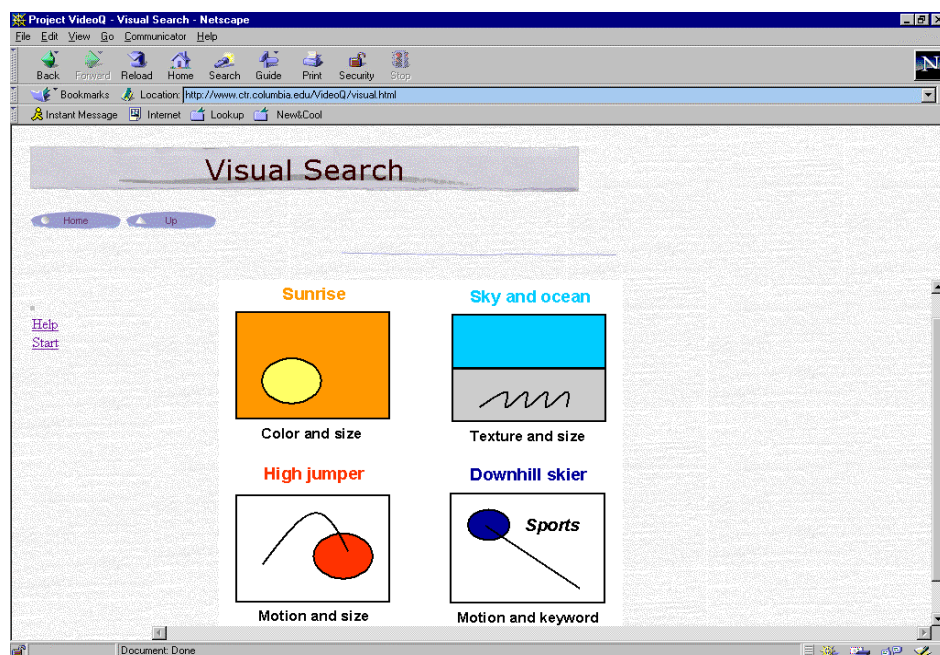 Project VideoQ - Visual Search - Netscape
File Edit View Go Communicator Help
Back Forward Reload Home Search Guide Print Security Stop
N
Bookmarks Location: http://www.ctr.columbia.edu/VideoQ/visual.html
Instant Message Internet Lookup New&Cool
Visual Search
Home Up
Sunrise Sky and ocean
Help
Start
Color and size Texture and size
High jumper Downhill skier
Sports
Motion and size Motion and keyword
Document: Done